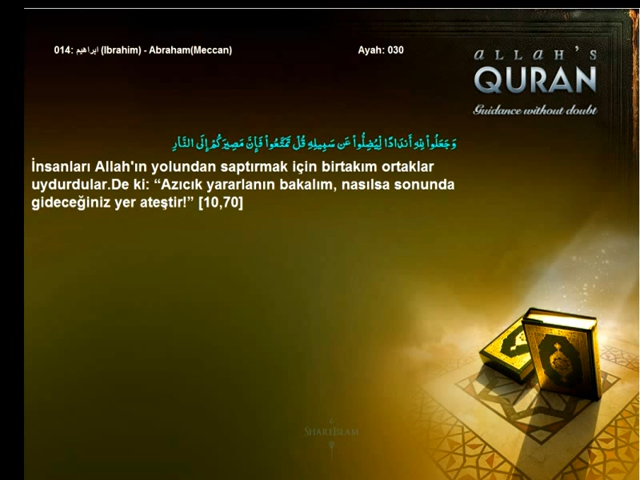 014: ابراهيم (Ibrahim) - Abraham(Meccan) Ayah: 030
ALLAH'S
QURAN
Guidance without doubt
وَجَعَلُواْ لِلّهِ أَندَادًا لِّيُضِلُّواْ عَن سَبِيلِهِ قُلْ تَمَتَّعُواْ فَإِنَّ مَصِيرَكُمْ إِلَى النَّارِ
İnsanları Allah'ın yolundan saptırmak için birtakım ortaklar
uydurdular.De ki: “Azıcık yararlanın bakalım, nasılsa sonunda
gideceğiniz yer ateştir!” [10,70]
SHAREISLAM